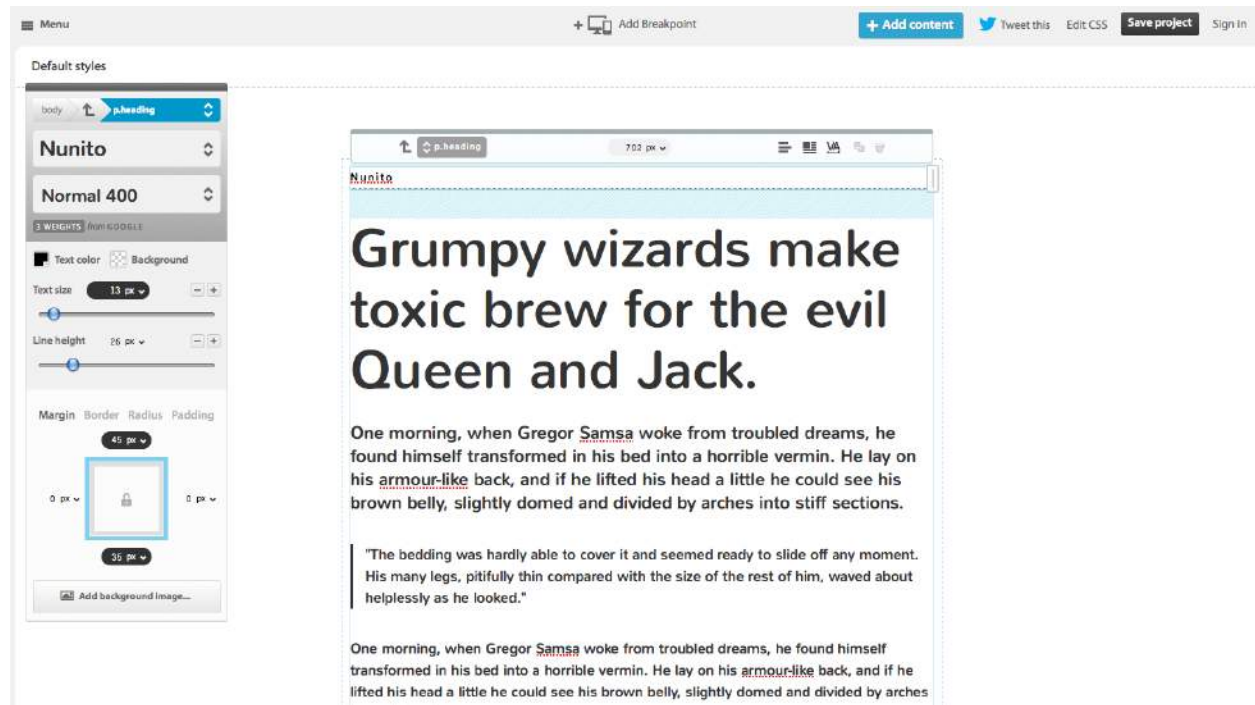 Menu
Add Breakpoint
Add content
Tweet this
Edit CSS
Save project
Sign in
Default styles
body
p.heading
Nunito
Normal 400
3 WEIGHTS from GOOGLE
Text color Background
Text size 13 px
Line height 26 px
Margin Border Radius Padding
45 px
0 px
0 px
35 px
Add background image...
p.heading
702 px
VA
Nunito
Grumpy wizards make
toxic brew for the evil
Queen and Jack.
One morning, when Gregor Samsa woke from troubled dreams, he
found himself transformed in his bed into a horrible vermin. He lay on
his armour-like back, and if he lifted his head a little he could see his
brown belly, slightly domed and divided by arches into stiff sections.
"The bedding was hardly able to cover it and seemed ready to slide off any moment.
His many legs, pitifully thin compared with the size of the rest of him, waved about
helplessly as he looked."
One morning, when Gregor Samsa woke from troubled dreams, he found himself
transformed in his bed into a horrible vermin. He lay on his armour-like back, and if he
lifted his head a little he could see his brown belly, slightly domed and divided by arches